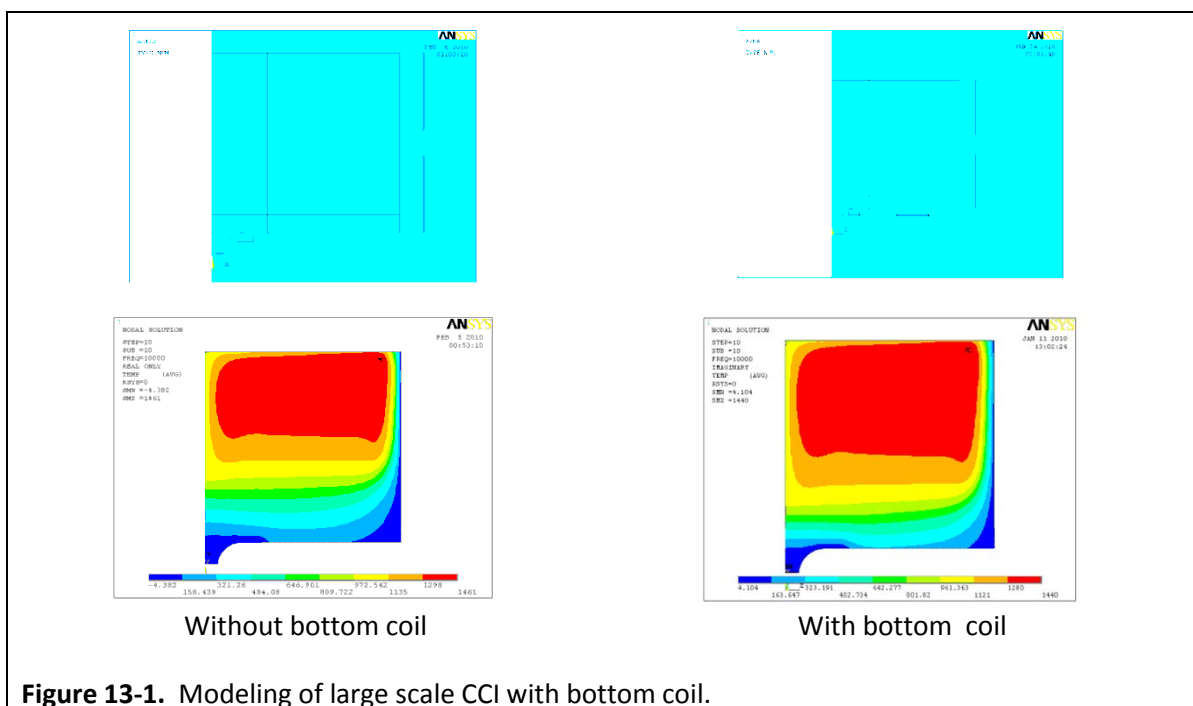 ANSYS
ANSYS
1
NODAL SOLUTION
STEP=10
SUB =10
FREQ=10000
REAL ONLY
TEMP (AVG)
RSYS=0
SMN =-4.382
SMX =1461
ANSYS
FEB 5 2010
00:53:10
-4.382 321.26 646.901 972.542 1298
158.439 484.08 809.722 1135 1461
Without bottom coil
1
NODAL SOLUTION
STEP=10
SUB =10
FREQ=10000
IMAGINARY
TEMP (AVG)
RSYS=0
SMN =4.104
SMX =1440
ANSYS
JAN 11 2010
13:02:24
4.104 323.191 642.277 961.363 1280
163.647 482.734 801.82 1121 1440
With bottom coil
Figure 13-1. Modeling of large scale CCI with bottom coil.